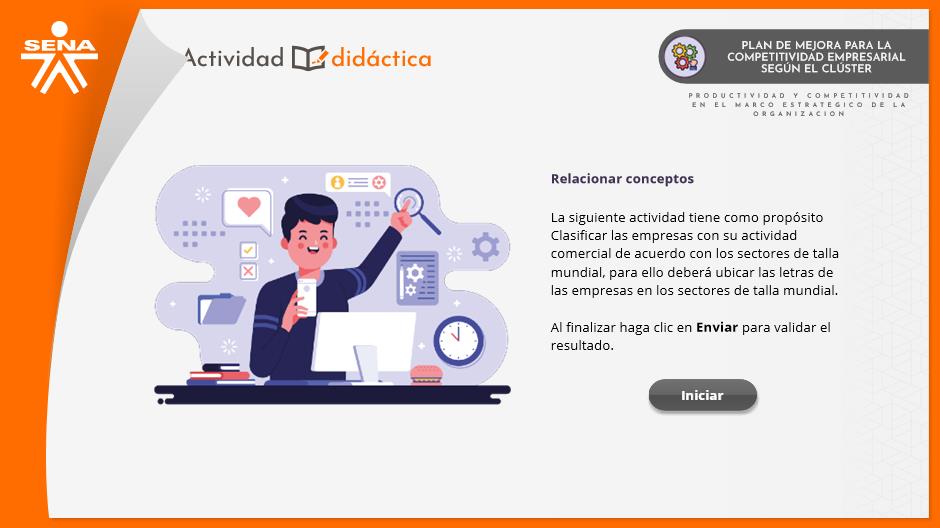 SENA
Actividad didáctica
PLAN DE MEJORA PARA LA
COMPETITIVIDAD EMPRESARIAL
SEGÚN EL CLÚSTER
PRODUCTIVIDAD Y COMPETITIVIDAD
EN EL MARCO ESTRATEGICO DE LA
ORGANIZACION
Relacionar conceptos
La siguiente actividad tiene como propósito
Clasificar las empresas con su actividad
comercial de acuerdo con los sectores de talla
mundial, para ello deberá ubicar las letras de
las empresas en los sectores de talla mundial.
Al finalizar haga clic en Enviar para validar el
resultado.
Iniciar